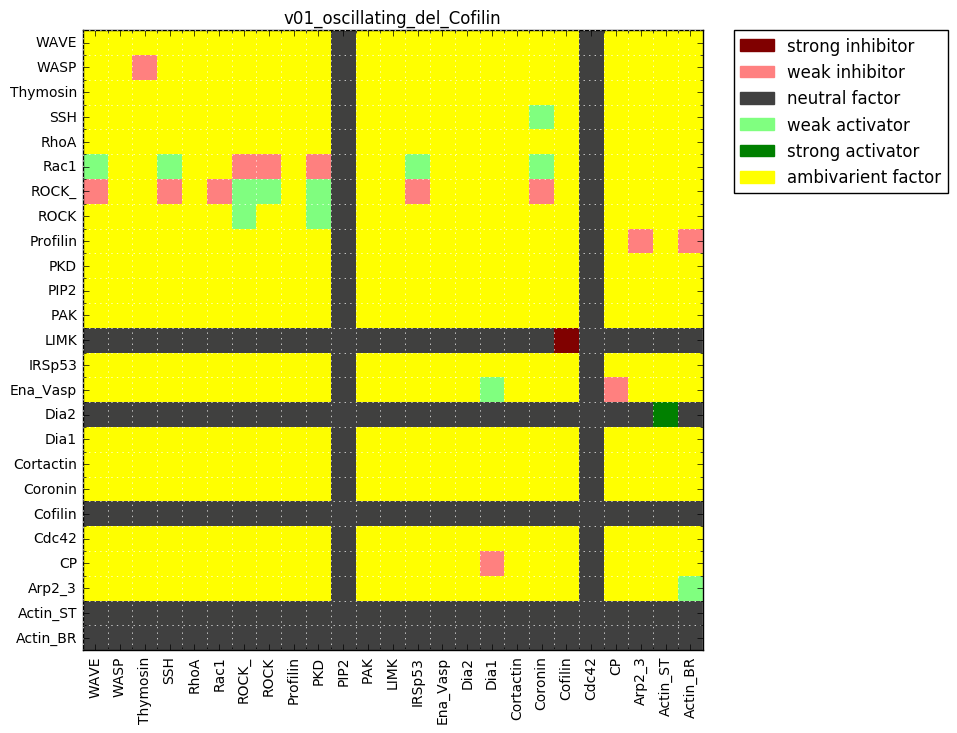 v01_oscillating_del_Cofilin
WAVE
WASP
Thymosin
SSH
RhoA
Rac1
ROCK_
ROCK
Profilin
PKD
PIP2
PAK
LIMK
IRSp53
Ena_Vasp
Dia2
Dia1
Cortactin
Coronin
Cofilin
Cdc42
CP
Arp2_3
Actin_ST
Actin_BR
WAVE
WASP
Thymosin
SSH
RhoA
Rac1
ROCK_
ROCK
Profilin
PKD
PIP2
PAK
LIMK
IRSp53
Ena_Vasp
Dia2
Dia1
Cortactin
Coronin
Cofilin
Cdc42
CP
Arp2_3
Actin_ST
Actin_BR
strong inhibitor
weak inhibitor
neutral factor
weak activator
strong activator
ambivarient factor